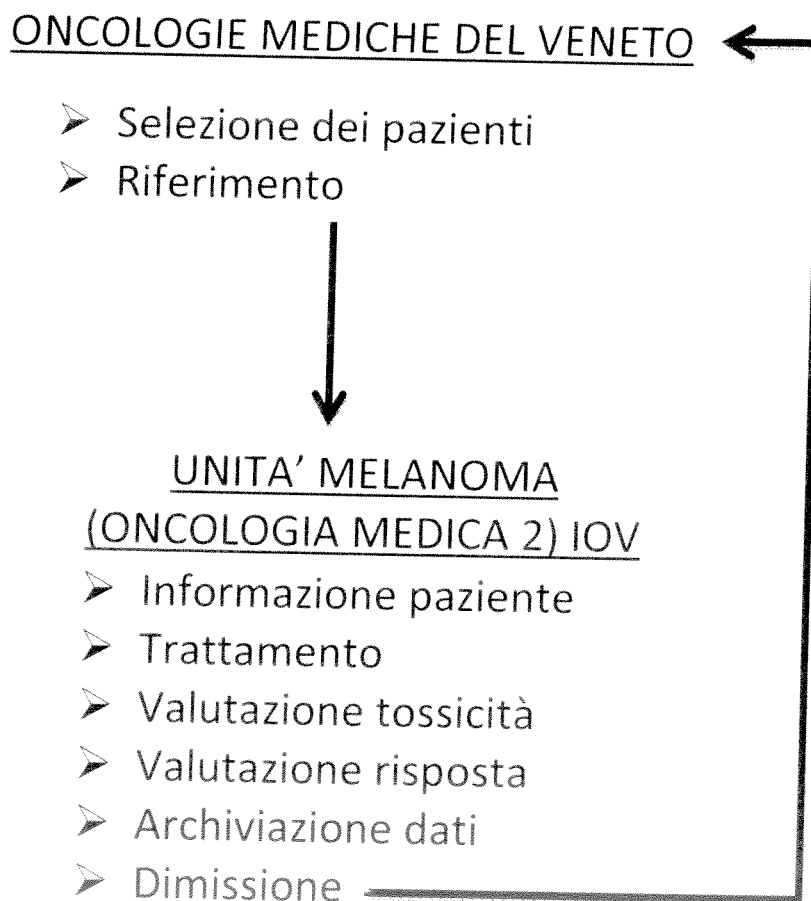 ONCOLOGIE MEDICHE DEL VENETO
Selezione dei pazienti
Riferimento
UNITA' MELANOMA
(ONCOLOGIA MEDICA 2) IOV
Informazione paziente
Trattamento
Valutazione tossicità
Valutazione risposta
Archiviazione dati
Dimissione